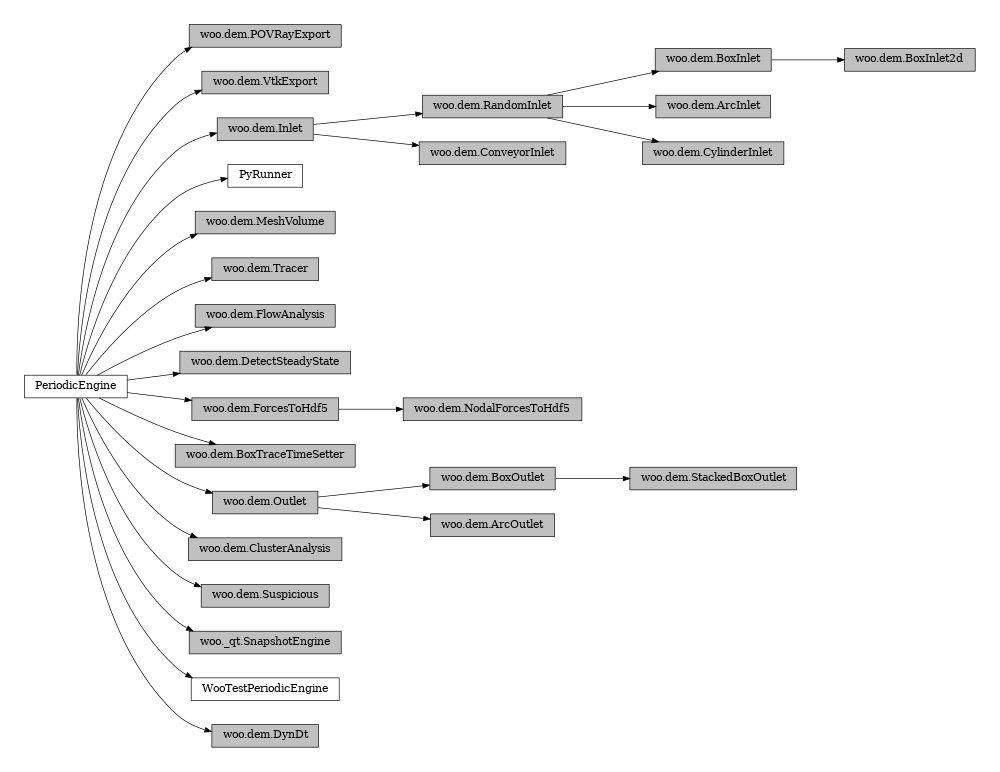 woo.dem.POVRayExport
woo.dem.BoxInlet
woo.dem.BoxInlet2d
woo.dem.VtkExport
woo.dem.RandomInlet
woo.dem.ArcInlet
woo.dem.Inlet
woo.dem.ConveyorInlet
woo.dem.CylinderInlet
PyRunner
woo.dem.MeshVolume
woo.dem.Tracer
woo.dem.FlowAnalysis
woo.dem.DetectSteadyState
PeriodicEngine
woo.dem.ForcesToHdf5
woo.dem.NodalForcesToHdf5
woo.dem.BoxTraceTimeSetter
woo.dem.BoxOutlet
woo.dem.StackedBoxOutlet
woo.dem.Outlet
woo.dem.ArcOutlet
woo.dem.ClusterAnalysis
woo.dem.Suspicious
woo._qt.SnapshotEngine
WooTestPeriodicEngine
woo.dem.DynDt